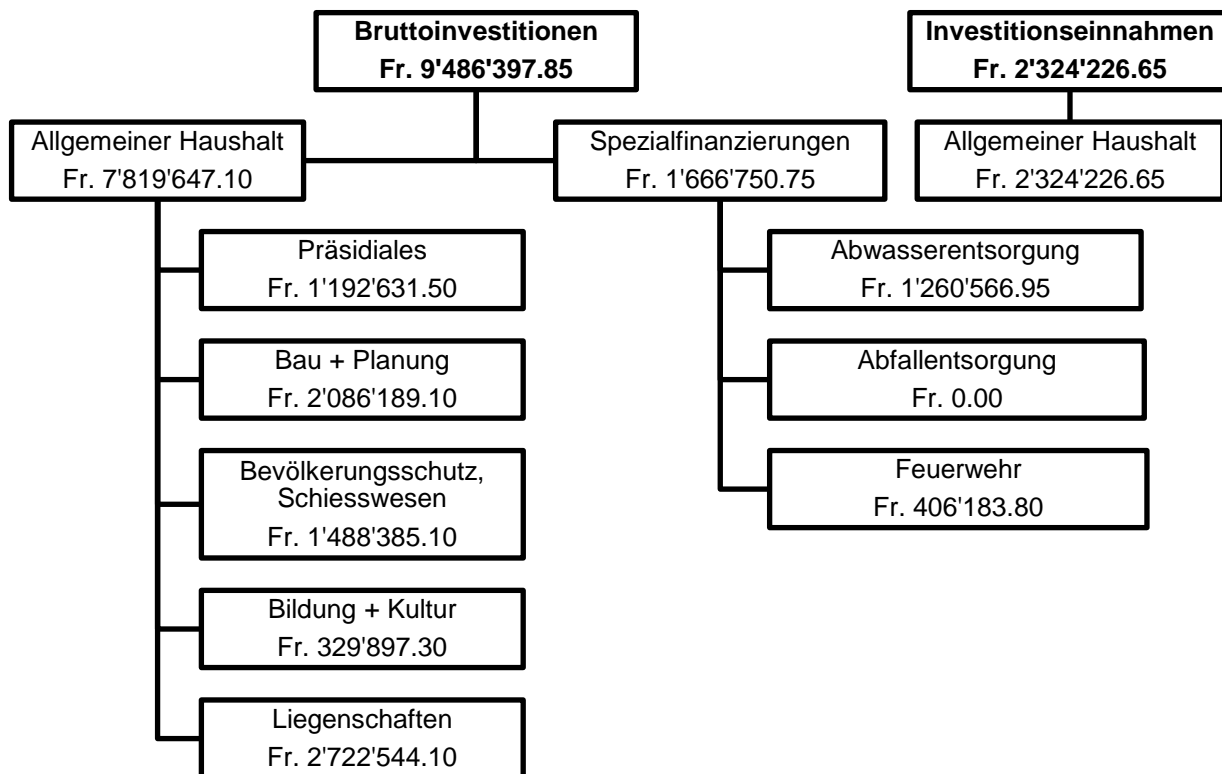 Bruttoinvestitionen
Fr. 9'486'397.85
Investitionseinnahmen
Fr. 2'324'226.65
Allgemeiner Haushalt
Fr. 7'819'647.10
Spezialfinanzierungen
Fr. 1'666'750.75
Allgemeiner Haushalt
Fr. 2'324'226.65
Präsidiales
Fr. 1'192'631.50
Bau + Planung
Fr. 2'086'189.10
Bevölkerungsschutz,
Schiesswesen
Fr. 1'488'385.10
Bildung + Kultur
Fr. 329'897.30
Liegenschaften
Fr. 2'722'544.10
Abwasserentsorgung
Fr. 1'260'566.95
Abfallentsorgung
Fr. 0.00
Feuerwehr
Fr. 406'183.80